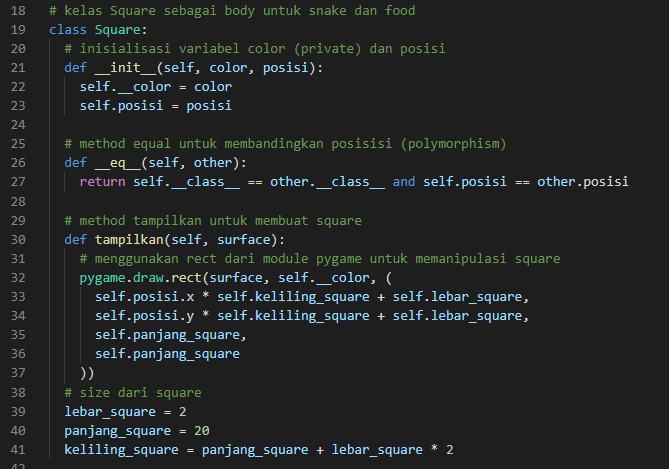 18 # kelas Square sebagai body untuk snake dan food
19 class Square:
20 # inisialisasi variabel color (private) dan posisi
21 def __init__(self, color, posisi):
22 self.__color = color
23 self.posisi = posisi
24
25 # method equal untuk membandingkan posisisi (polymorphism)
26 def __eq__(self, other):
27 return self.__class__ == other.__class__ and self.posisi == other.posisi
28
29 # method tampilkan untuk membuat square
30 def tampilkan(self, surface):
31 # menggunakan rect dari module pygame untuk memanipulasi square
32 pygame.draw.rect(surface, self.__color, (
33 self.posisi.x * self.keliling_square + self.lebar_square,
34 self.posisi.y * self.keliling_square + self.lebar_square,
35 self.panjang_square,
36 self.panjang_square
37 ))
38 # size dari square
39 lebar_square = 2
40 panjang_square = 20
41 keliling_square = panjang_square + lebar_square * 2